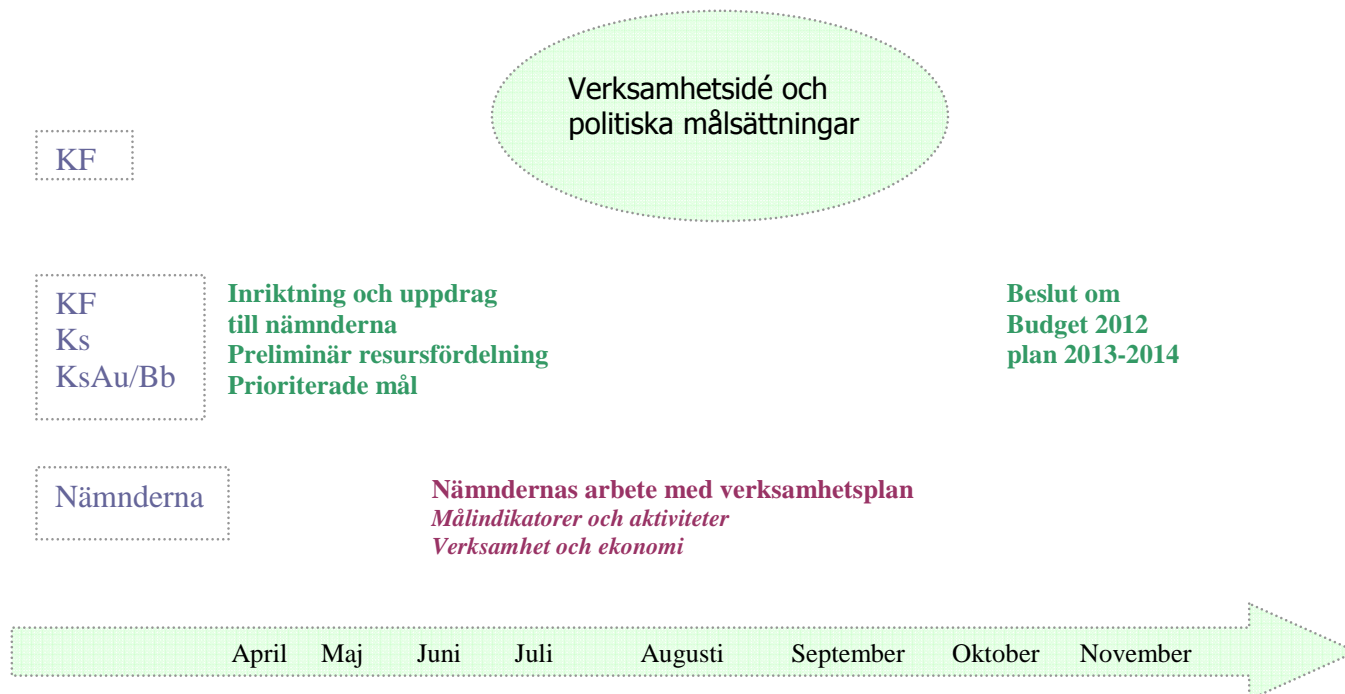 Verksamhetsidé och
politiska målsättningar
KF
KF
Ks
KsAu/Bb
Inriktning och uppdrag
till nämnderna
Preliminär resursfördelning
Prioriterade mål
Beslut om
Budget 2012
plan 2013-2014
Nämnderna
Nämndernas arbete med verksamhetsplan
Målindikatorer och aktiviteter
Verksamhet och ekonomi
April Maj Juni Juli Augusti September Oktober November